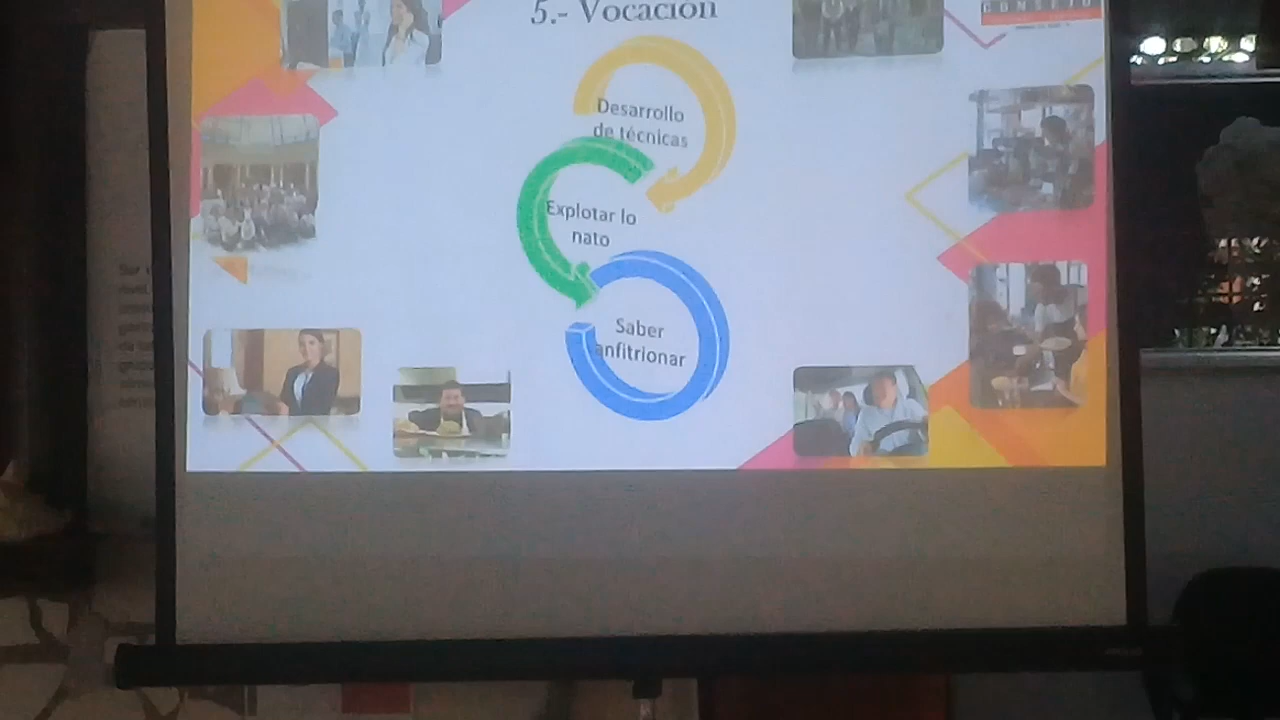 5.- Vocación
Desarrollo
de técnicas
Explotar lo
nato
Saber
anfitrionar